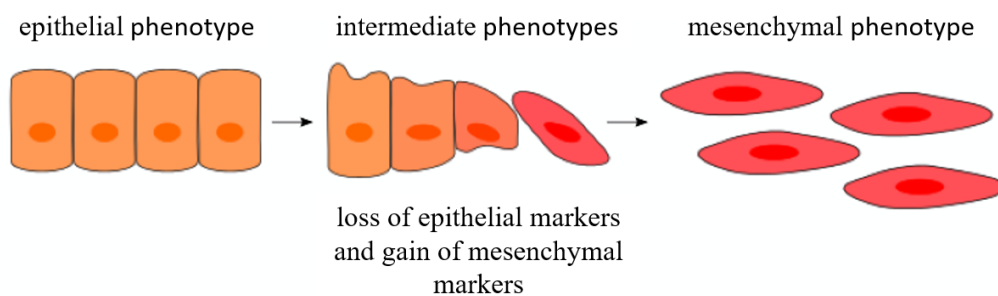 epithelial phenotype
intermediate phenotypes
mesenchymal phenotype
loss of epithelial markers
and gain of mesenchymal
markers